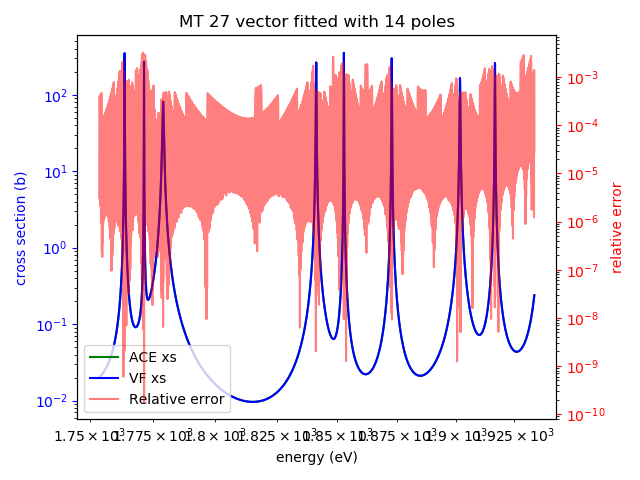 MT 27 vector fitted with 14 poles
cross section (b)
10²
10¹
10⁰
10⁻¹
10⁻²
10⁻³
10⁻⁴
10⁻⁵
10⁻⁶
10⁻⁷
10⁻⁸
10⁻⁹
10⁻¹⁰
relative error
ACE xs
VF xs
Relative error
1.75 × 10³ 1.775 × 10³ 1.8 × 10³ 1.825 × 10³ 1.85 × 10³ 1.875 × 10³ 1.9 × 10³ 1.925 × 10³
energy (eV)